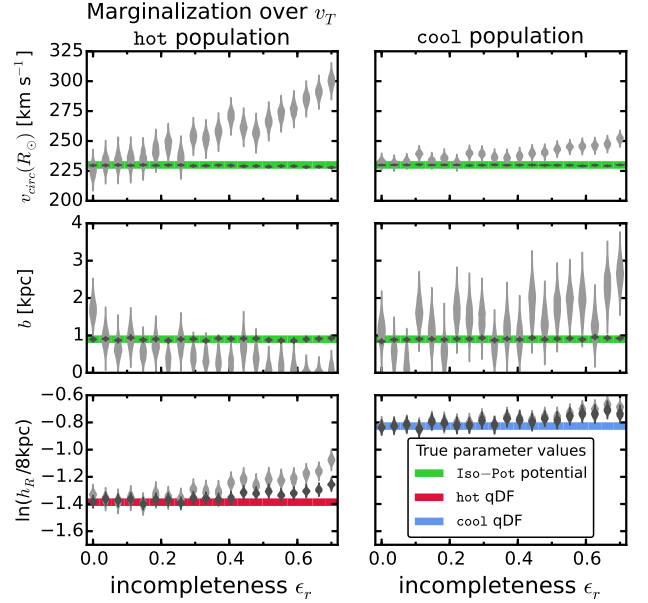 Marginalization over v_T
hot population
cool population
v_circ(R_⊙) [km s⁻¹]
325
300
275
250
225
200
b [kpc]
4
3
2
1
0
ln(h_R/8kpc)
−0.6
−0.8
−1.0
−1.2
−1.4
−1.6
True parameter values
Iso−Pot potential
hot qDF
cool qDF
0.0 0.2 0.4 0.6
0.0 0.2 0.4 0.6
incompleteness ϵ_r
incompleteness ϵ_r